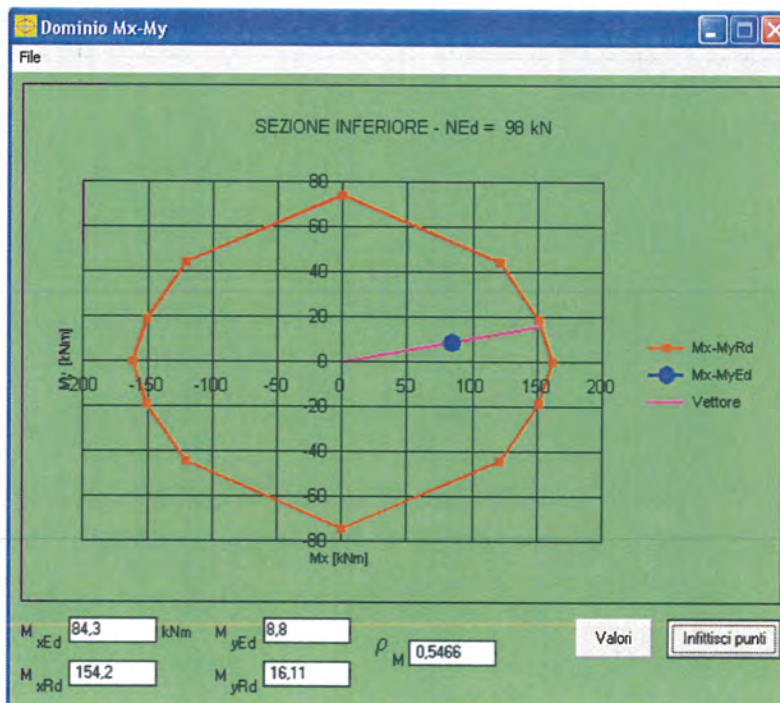 Dominio Mx-My
File
SEZIONE INFERIORE - NEd = 98 kN
80
60
40
20
0
-20
-40
-60
-80
My [kNm]
-200 -150 -100 -50 0 50 100 150 200
Mx [kNm]
Mx-MyRd
Mx-MyEd
Vettore
M xEd 84,3 kNm M yEd 8,8
M xRd 154,2 M yRd 16,11
ρ M 0,5466
Valori
Infittisci punti